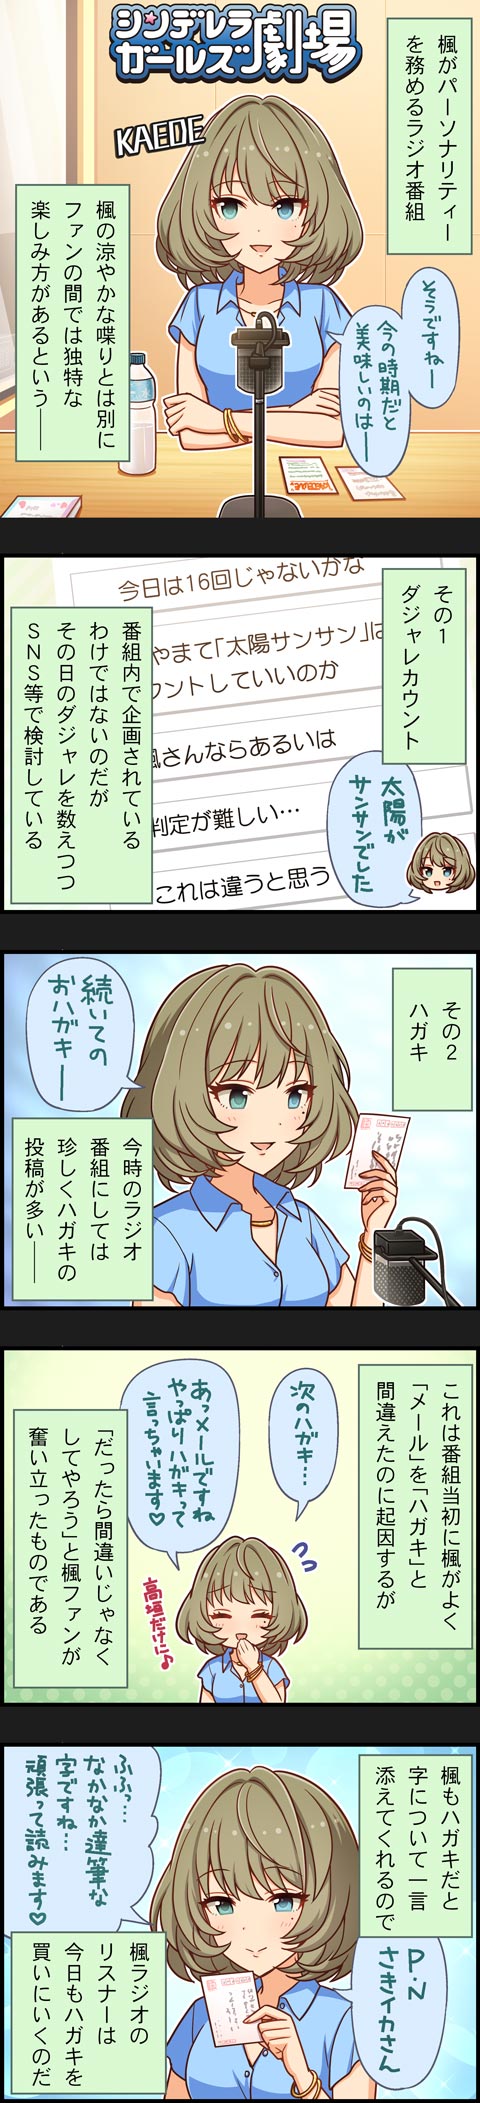 シンデレラ
ガールズ劇場
KAEDE
楓がパーソナリティー
を務めるラジオ番組
そうですねー
今の時期だと
美味しいのはー
楓の涼やかな喋りとは別に
ファンの間では独特な
楽しみ方があるという──
その1
ダジャレカウント
今日は16回じゃないかな
やまて「太陽サンサン」は
ウントしていいのか
楓さんならあるいは
判定が難しい…
これは違うと思う
太陽が
サンサンでした
番組内で企画されている
わけではないのだが
その日のダジャレを数えつつ
SNS等で検討している
その2
ハガキ
続いての
おハガキー
今時のラジオ
番組にしては
珍しくハガキの
投稿が多い──
これは番組当初に楓がよく
「メール」を「ハガキ」と
間違えたのに起因するが
次のハガキ…
あっメールですね
やっぱりハガキって
言っちゃいます♡
高垣だけに♪
「だったら間違いじゃなく
してやろう」と楓ファンが
奮い立ったものである
楓もハガキだと
字について一言
添えてくれるので
P.N
さきイカさん
ふふっ…
なかなか達筆な
字ですね…
頑張って読みます♡
楓ラジオの
リスナーは
今日もハガキを
買いにいくのだ